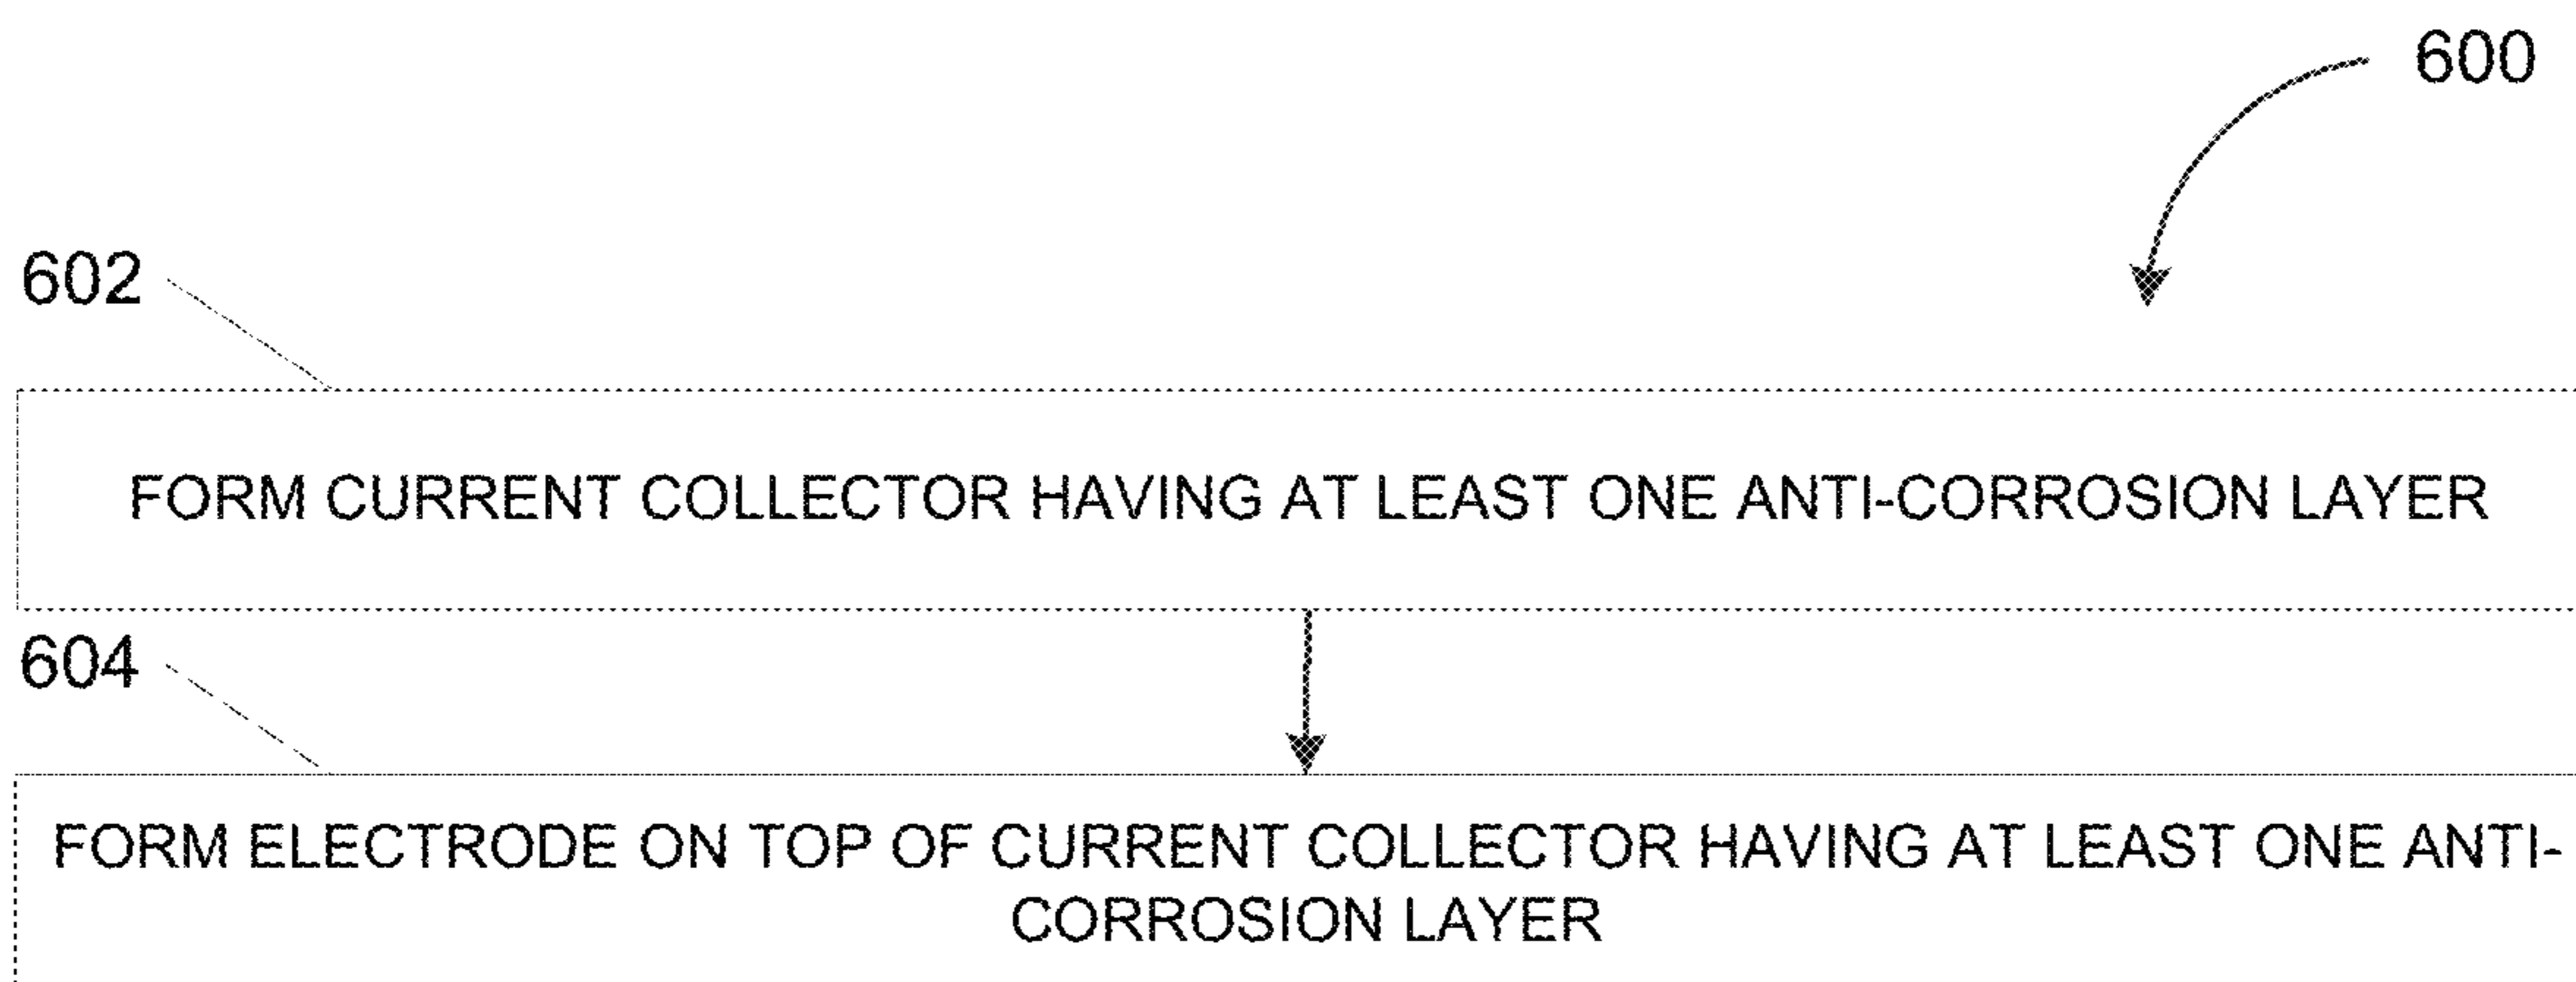 600
602
FORM CURRENT COLLECTOR HAVING AT LEAST ONE ANTI-CORROSION LAYER
604
FORM ELECTRODE ON TOP OF CURRENT COLLECTOR HAVING AT LEAST ONE ANTI-
CORROSION LAYER